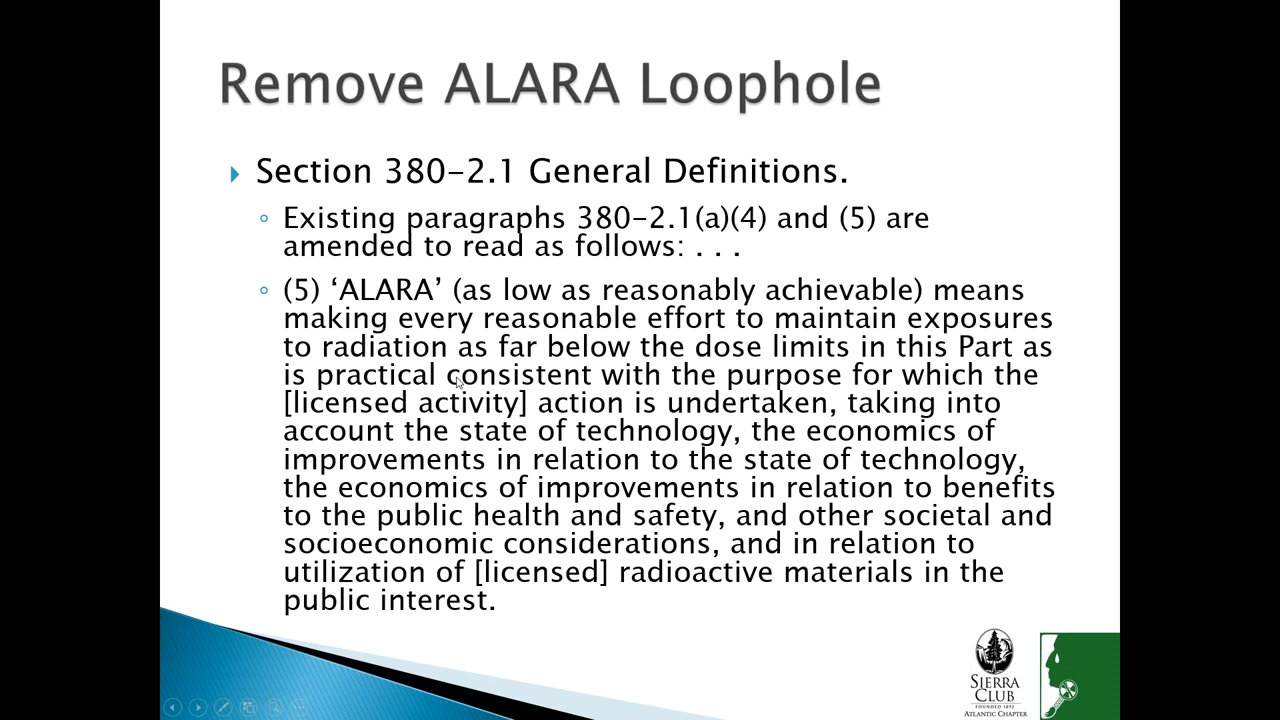 Remove ALARA Loophole
Section 380-2.1 General Definitions.
Existing paragraphs 380-2.1(a)(4) and (5) are
amended to read as follows: . . .
(5) ‘ALARA’ (as low as reasonably achievable) means
making every reasonable effort to maintain exposures
to radiation as far below the dose limits in this Part as
is practical consistent with the purpose for which the
[licensed activity] action is undertaken, taking into
account the state of technology, the economics of
improvements in relation to the state of technology,
the economics of improvements in relation to benefits
to the public health and safety, and other societal and
socioeconomic considerations, and in relation to
utilization of [licensed] radioactive materials in the
public interest.
SIERRA
CLUB
FOUNDED 1892
ATLANTIC CHAPTER